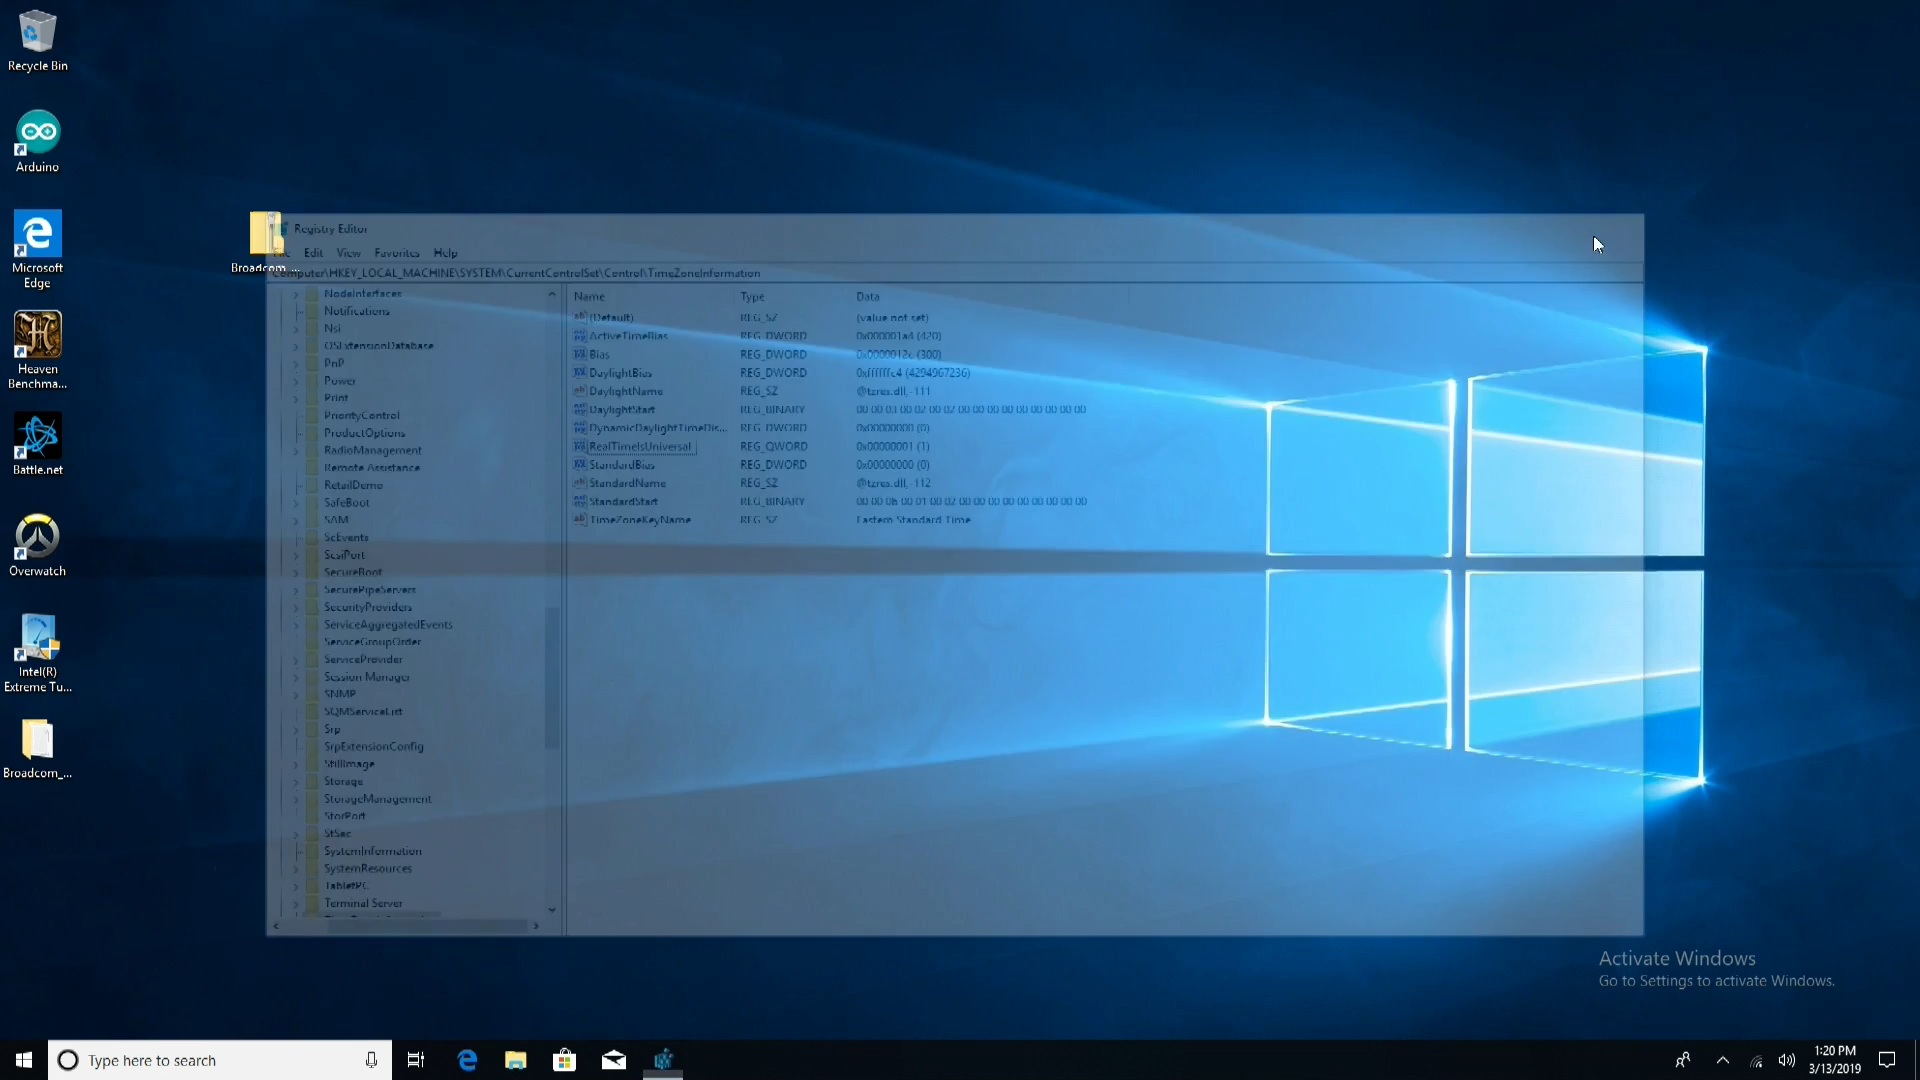 Recycle Bin
Arduino
Microsoft
Edge
Heaven
Benchma...
Battle.net
Overwatch
Intel(R)
Extreme Tu...
Broadcom_...
Broadcom_...
Registry Editor
File Edit View Favorites Help
Computer\HKEY_LOCAL_MACHINE\SYSTEM\CurrentControlSet\Control\TimeZoneInformation
NodeInterfaces
Notifications
Nsi
OSExtensionDatabase
PnP
Power
Print
PriorityControl
ProductOptions
RadioManagement
Remote Assistance
RetailDemo
SafeBoot
SAM
ScEvents
ScsiPort
SecureBoot
SecurePipeServers
SecurityProviders
ServiceAggregatedEvents
ServiceGroupOrder
ServiceProvider
Session Manager
SNMP
SQMServiceList
Srp
SrpExtensionConfig
StillImage
Storage
StorageManagement
StorPort
StSec
SystemInformation
SystemResources
TabletPC
Terminal Server
Name Type Data
(Default) REG_SZ (value not set)
ActiveTimeBias REG_DWORD 0x000001a4 (420)
Bias REG_DWORD 0x0000012c (300)
DaylightBias REG_DWORD 0xffffffc4 (4294967236)
DaylightName REG_SZ @tzres.dll,-111
DaylightStart REG_BINARY 00 00 03 00 02 00 02 00 00 00 00 00 00 00 00 00
DynamicDaylightTimeDis... REG_DWORD 0x00000000 (0)
RealTimeIsUniversal REG_QWORD 0x00000001 (1)
StandardBias REG_DWORD 0x00000000 (0)
StandardName REG_SZ @tzres.dll,-112
StandardStart REG_BINARY 00 00 0b 00 01 00 02 00 00 00 00 00 00 00 00 00
TimeZoneKeyName REG_SZ Eastern Standard Time
Activate Windows
Go to Settings to activate Windows.
Type here to search
1:20 PM
3/13/2019